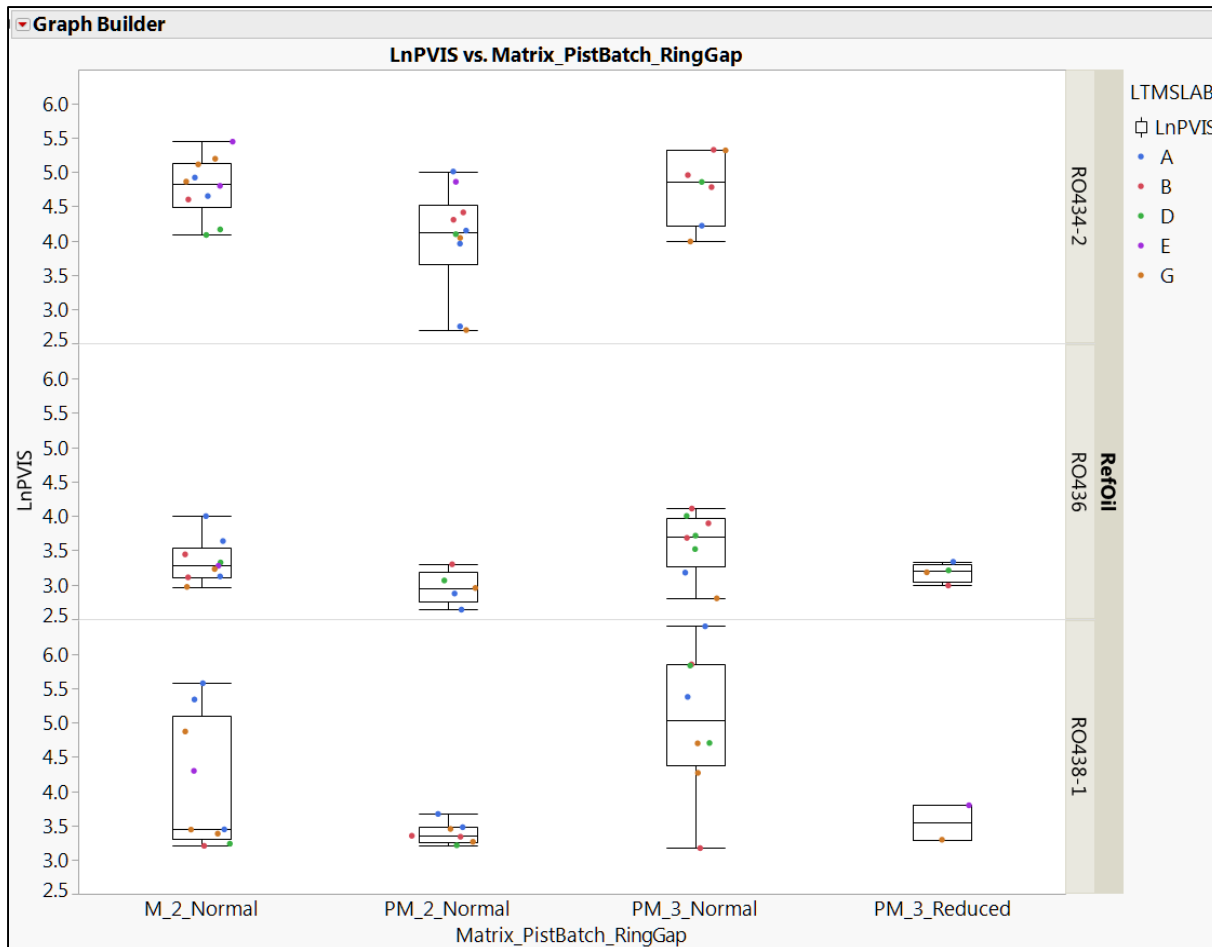 Graph Builder
LnPVIS vs. Matrix_PistBatch_RingGap
6.0
5.5
5.0
4.5
4.0
3.5
3.0
2.5
6.0
5.5
5.0
4.5
4.0
3.5
3.0
2.5
6.0
5.5
5.0
4.5
4.0
3.5
3.0
2.5
LnPVIS
RO434-2
RO436
RO438-1
RefOil
LTMSLAB
LnPVIS
A
B
D
E
G
M_2_Normal
PM_2_Normal
PM_3_Normal
PM_3_Reduced
Matrix_PistBatch_RingGap